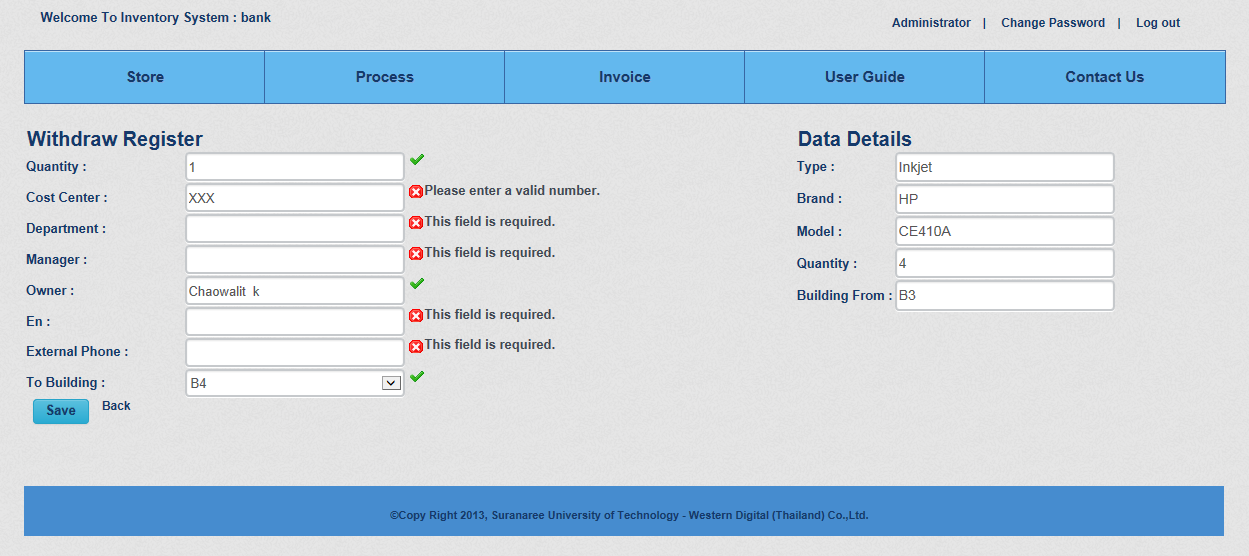 Welcome To Inventory System : bank
Administrator | Change Password | Log out
Store Process Invoice User Guide Contact Us
Withdraw Register
Quantity : 1
Cost Center : XXX Please enter a valid number.
Department : This field is required.
Manager : This field is required.
Owner : Chaowalit k
En : This field is required.
External Phone : This field is required.
To Building : B4
Save Back
Data Details
Type : Inkjet
Brand : HP
Model : CE410A
Quantity : 4
Building From : B3
©Copy Right 2013, Suranaree University of Technology - Western Digital (Thailand) Co.,Ltd.